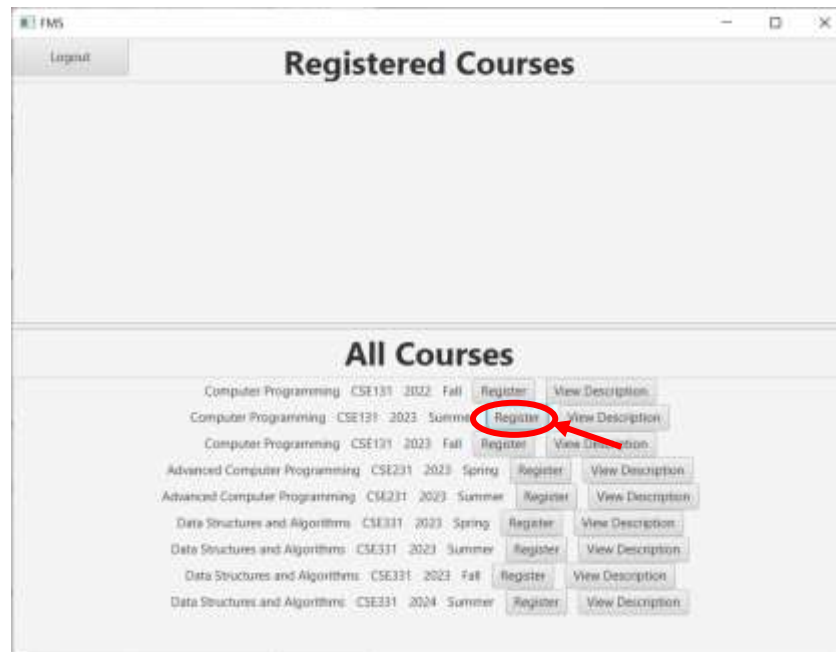 FMS
Logout
Registered Courses
All Courses
Computer Programming CSE131 2022 Fall Register View Description
Computer Programming CSE131 2023 Summer Register View Description
Computer Programming CSE131 2023 Fall Register View Description
Advanced Computer Programming CSE231 2023 Spring Register View Description
Advanced Computer Programming CSE231 2023 Summer Register View Description
Data Structures and Algorithms CSE331 2023 Spring Register View Description
Data Structures and Algorithms CSE331 2023 Summer Register View Description
Data Structures and Algorithms CSE331 2023 Fall Register View Description
Data Structures and Algorithms CSE331 2024 Summer Register View Description